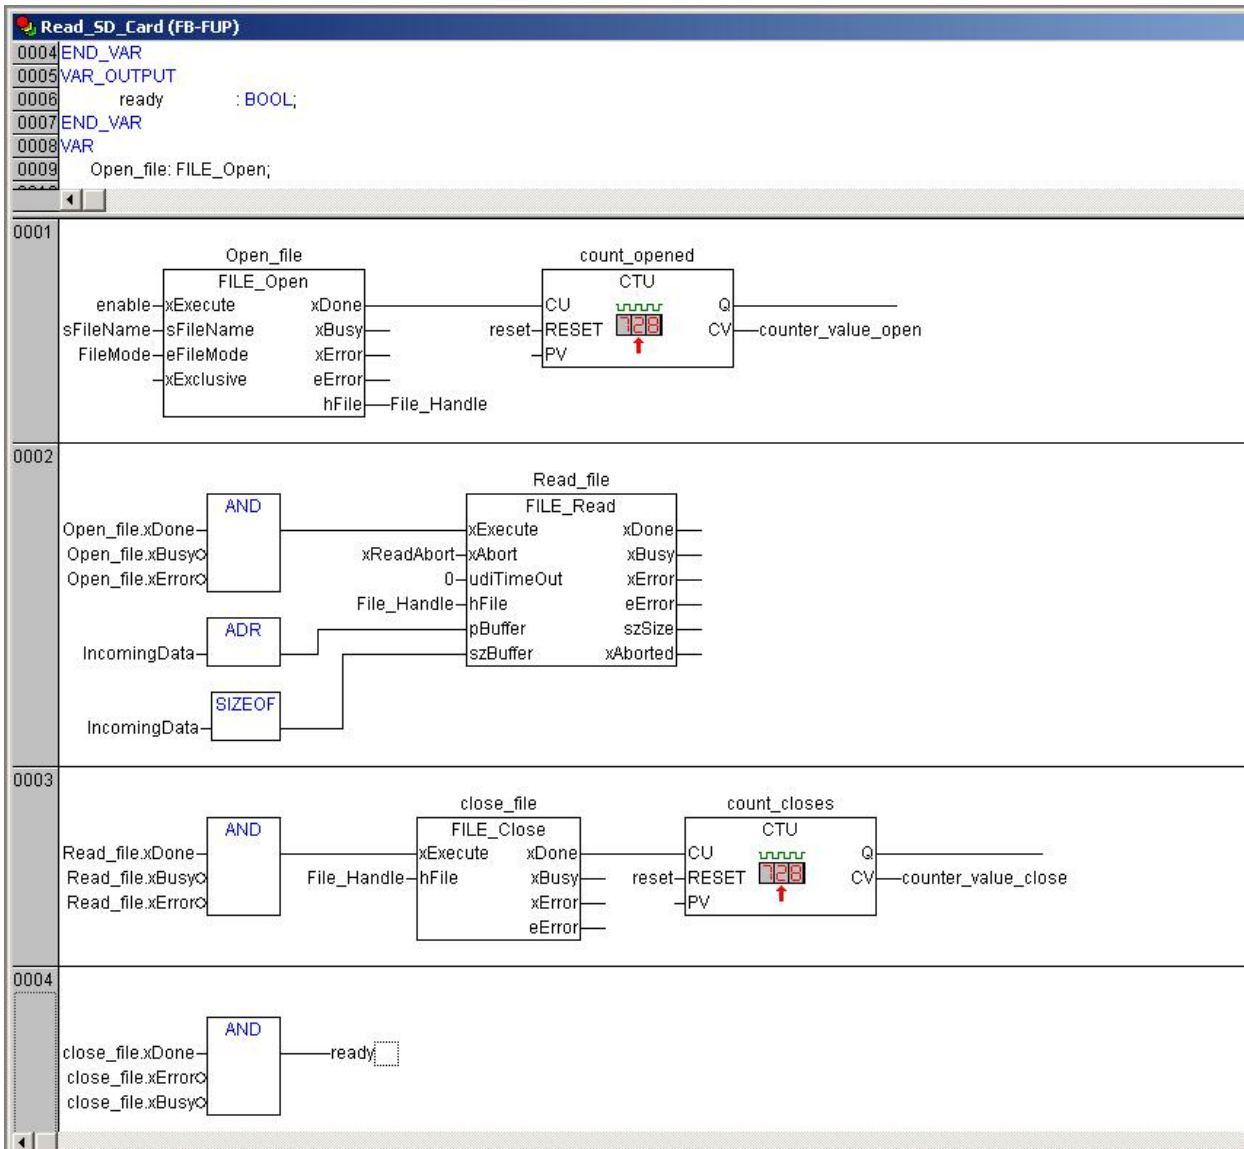 Read_SD_Card (FB-FUP)
0004 END_VAR
0005 VAR_OUTPUT
0006 ready : BOOL;
0007 END_VAR
0008 VAR
0009 Open_file: FILE_Open;
0001
Open_file count_opened
FILE_Open CTU
enable xExecute xDone CU Q
sFileName sFileName xBusy reset RESET 728 CV counter_value_open
FileMode eFileMode xError PV
xExclusive eError
hFile File_Handle
0002
Read_file
AND FILE_Read
Open_file.xDone xExecute xDone
Open_file.xBusy xReadAbort xAbort xBusy
Open_file.xError 0 udiTimeOut xError
File_Handle hFile eError
ADR pBuffer szSize
IncomingData szBuffer xAborted
SIZEOF
IncomingData
0003
close_file count_closes
AND FILE_Close CTU
Read_file.xDone xExecute xDone CU Q
Read_file.xBusy File_Handle hFile xBusy reset RESET 728 CV counter_value_close
Read_file.xError xError PV
eError
0004
AND
close_file.xDone ready
close_file.xError
close_file.xBusy